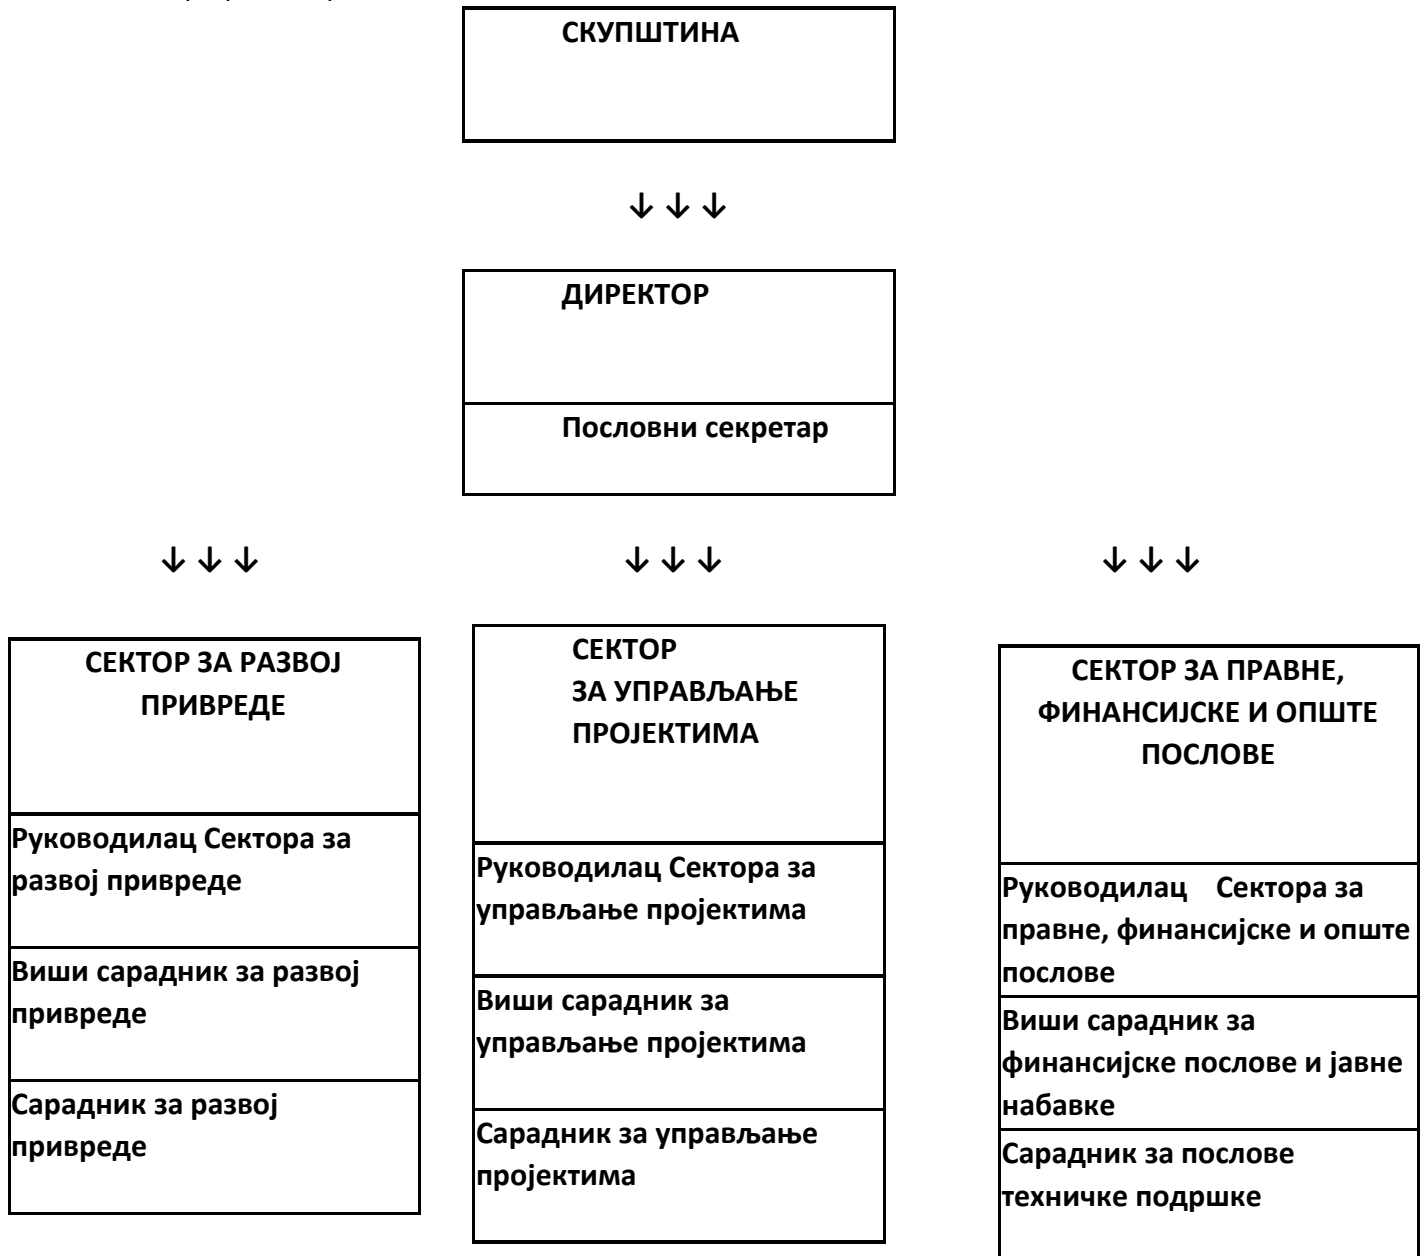 СКУПШТИНА
↓ ↓ ↓
ДИРЕКТОР
Пословни секретар
↓ ↓ ↓
↓ ↓ ↓
↓ ↓ ↓
СЕКТОР ЗА РАЗВОЈ
ПРИВРЕДЕ
Руководилац Сектора за
развој привреде
Виши сарадник за развој
привреде
Сарадник за развој
привреде
СЕКТОР
ЗА УПРАВЉАЊЕ
ПРОЈЕКТИМА
Руководилац Сектора за
управљање пројектима
Виши сарадник за
управљање пројектима
Сарадник за управљање
пројектима
СЕКТОР ЗА ПРАВНЕ,
ФИНАНСИЈСКЕ И ОПШТЕ
ПОСЛОВЕ
Руководилац Сектора за
правне, финансијске и опште
послове
Виши сарадник за
финансијске послове и јавне
набавке
Сарадник за послове
техничке подршке